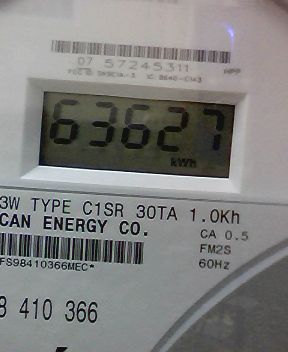 07 57245311
63627
kWh
3W TYPE C1SR 30TA 1.0Kh
CAN ENERGY CO.
CA 0.5
FM2S
60Hz
FS98410366MEC*
8 410 366